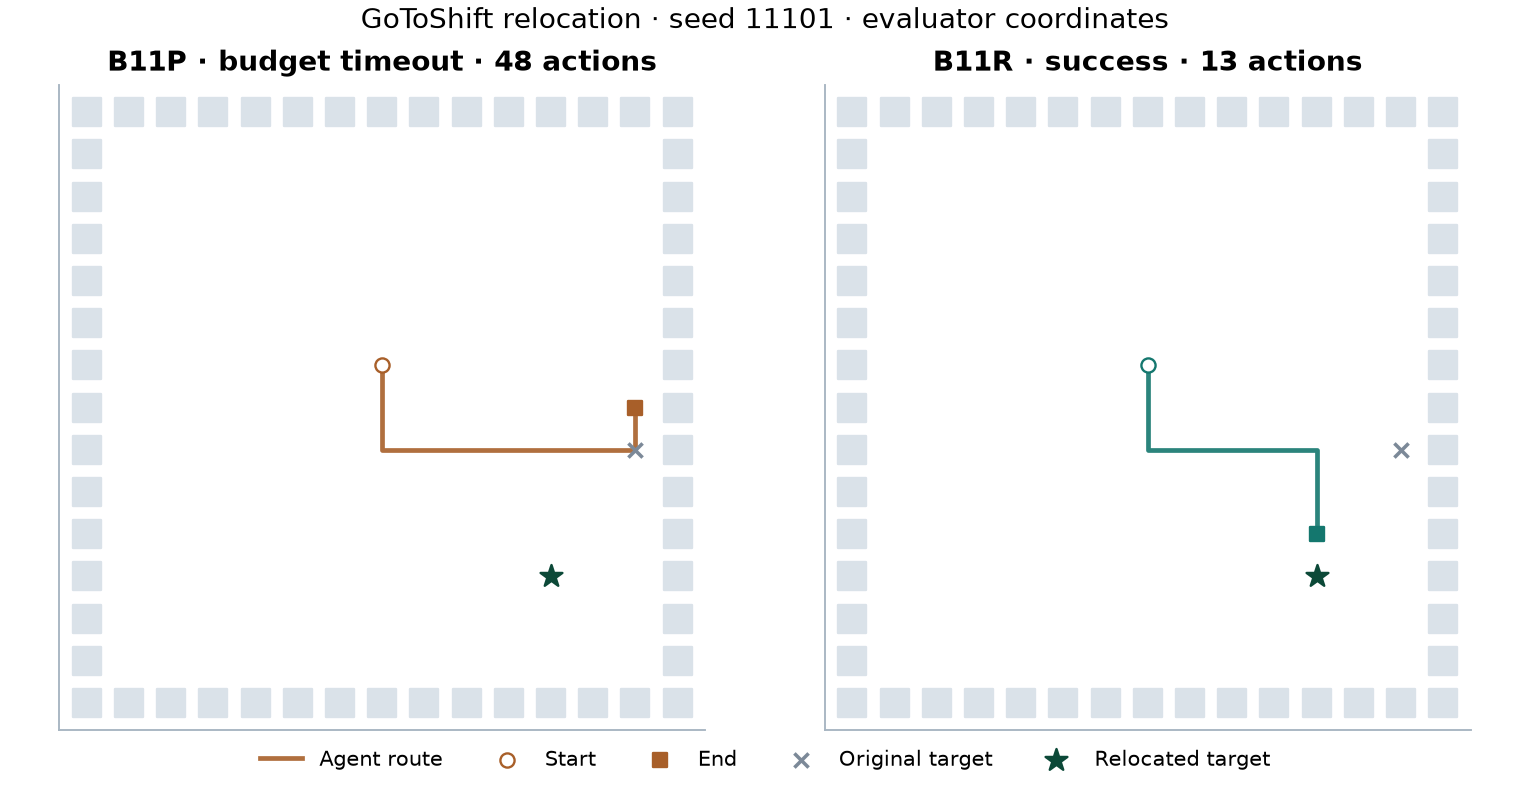 GoToShift relocation · seed 11101 · evaluator coordinates
B11P · budget timeout · 48 actions
B11R · success · 13 actions
Agent route
Start
End
Original target
Relocated target